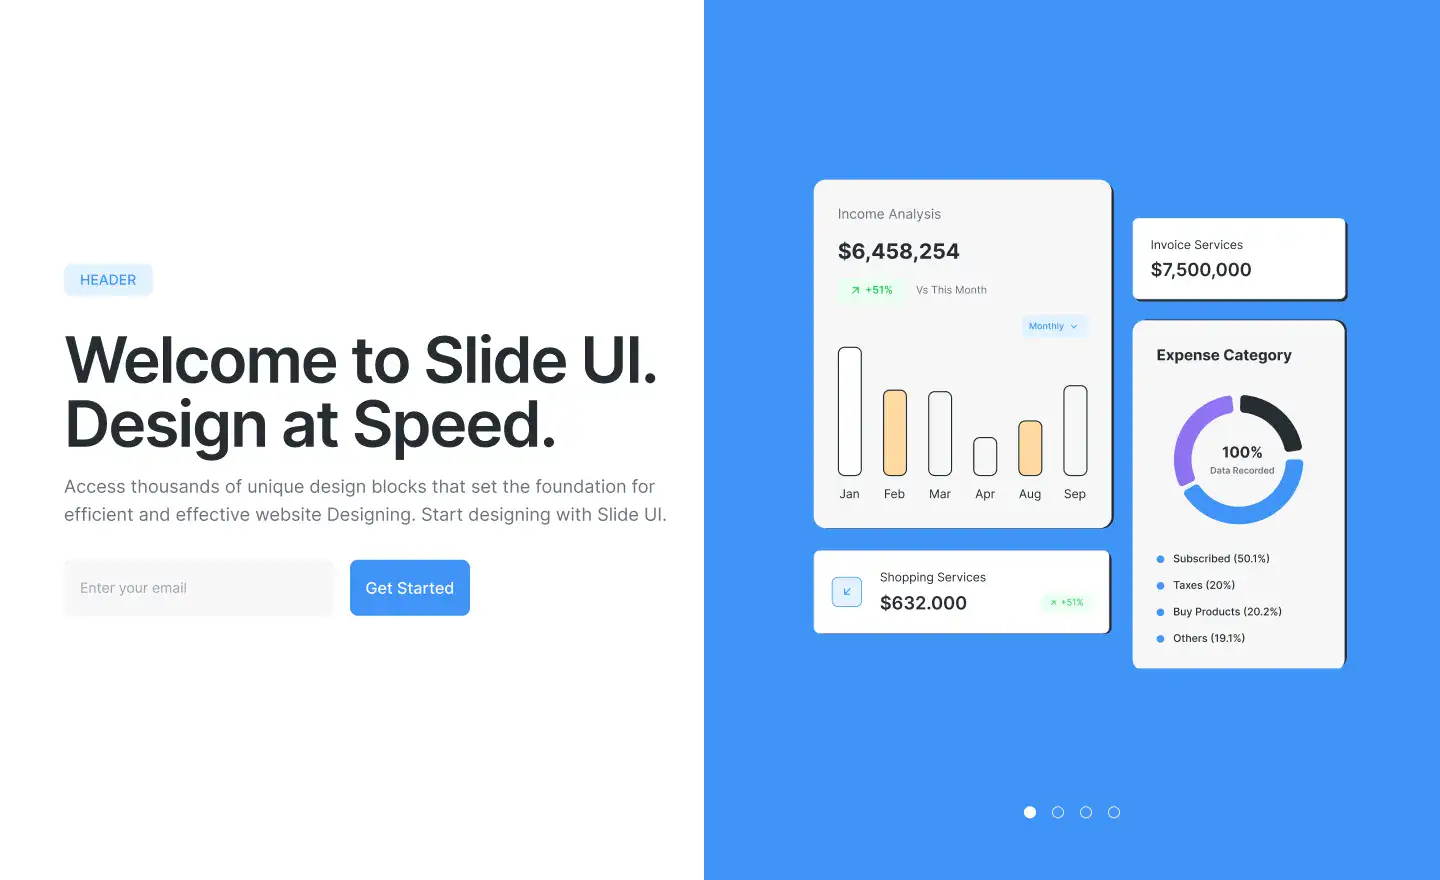 HEADER
Welcome to Slide UI.
Design at Speed.
Access thousands of unique design blocks that set the foundation for
efficient and effective website Designing. Start designing with Slide UI.
Enter your email
Get Started
Income Analysis
$6,458,254
+51%
Vs This Month
Monthly
Jan
Feb
Mar
Apr
Aug
Sep
Shopping Services
$632.000
+51%
Invoice Services
$7,500,000
Expense Category
100%
Data Recorded
Subscribed (50.1%)
Taxes (20%)
Buy Products (20.2%)
Others (19.1%)